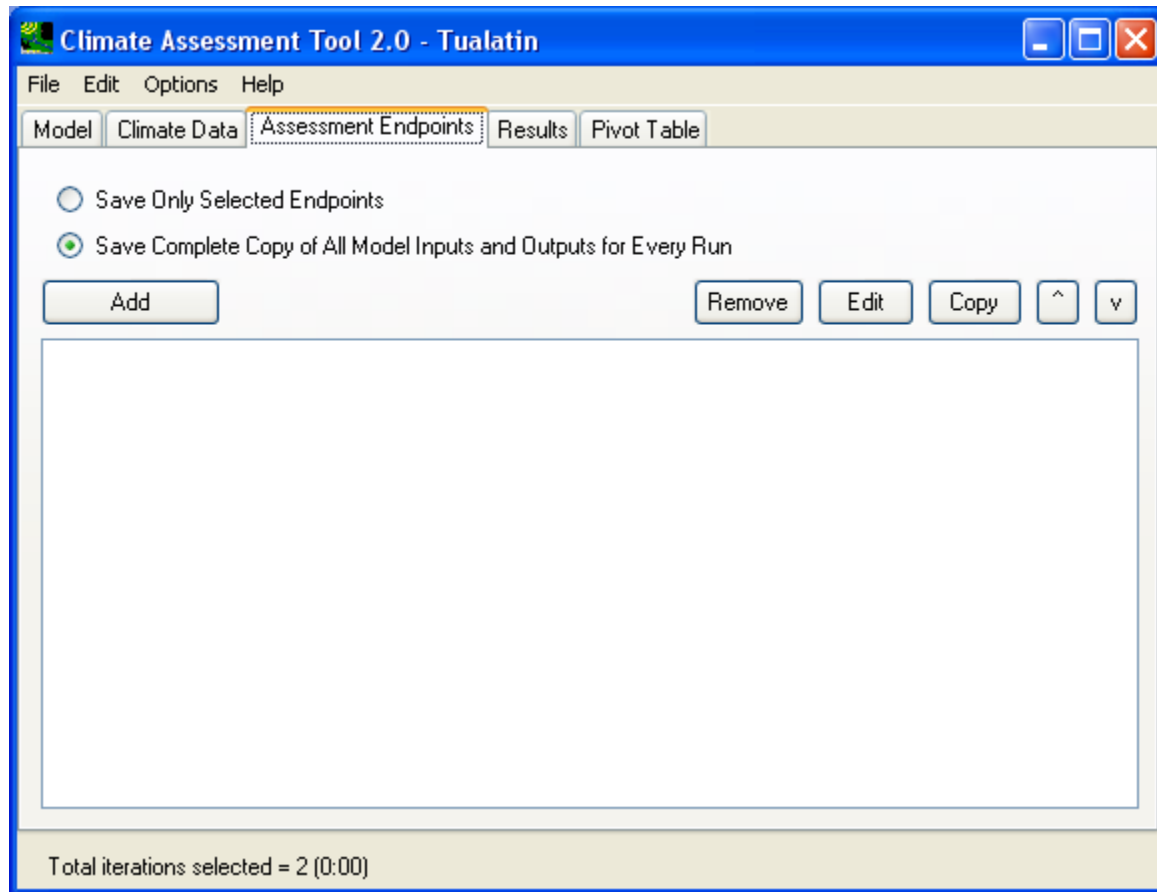 Climate Assessment Tool 2.0 - Tualatin
File Edit Options Help
Model Climate Data Assessment Endpoints Results Pivot Table
Save Only Selected Endpoints
Save Complete Copy of All Model Inputs and Outputs for Every Run
Add Remove Edit Copy ^ v
Total iterations selected = 2 (0:00)